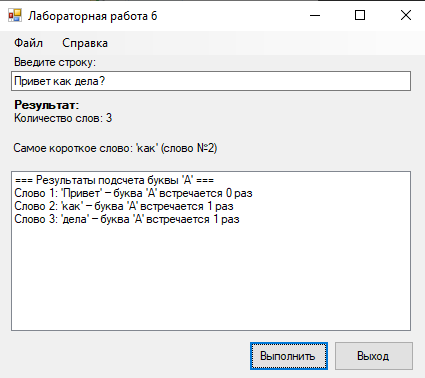 Лабораторная работа 6
Файл Справка
Введите строку:
Привет как дела?
Результат:
Количество слов: 3
Самое короткое слово: 'как' (слово №2)
=== Результаты подсчета буквы 'А' ===
Слово 1: 'Привет' – буква 'А' встречается 0 раз
Слово 2: 'как' – буква 'А' встречается 1 раз
Слово 3: 'дела' – буква 'А' встречается 1 раз
Выполнить Выход